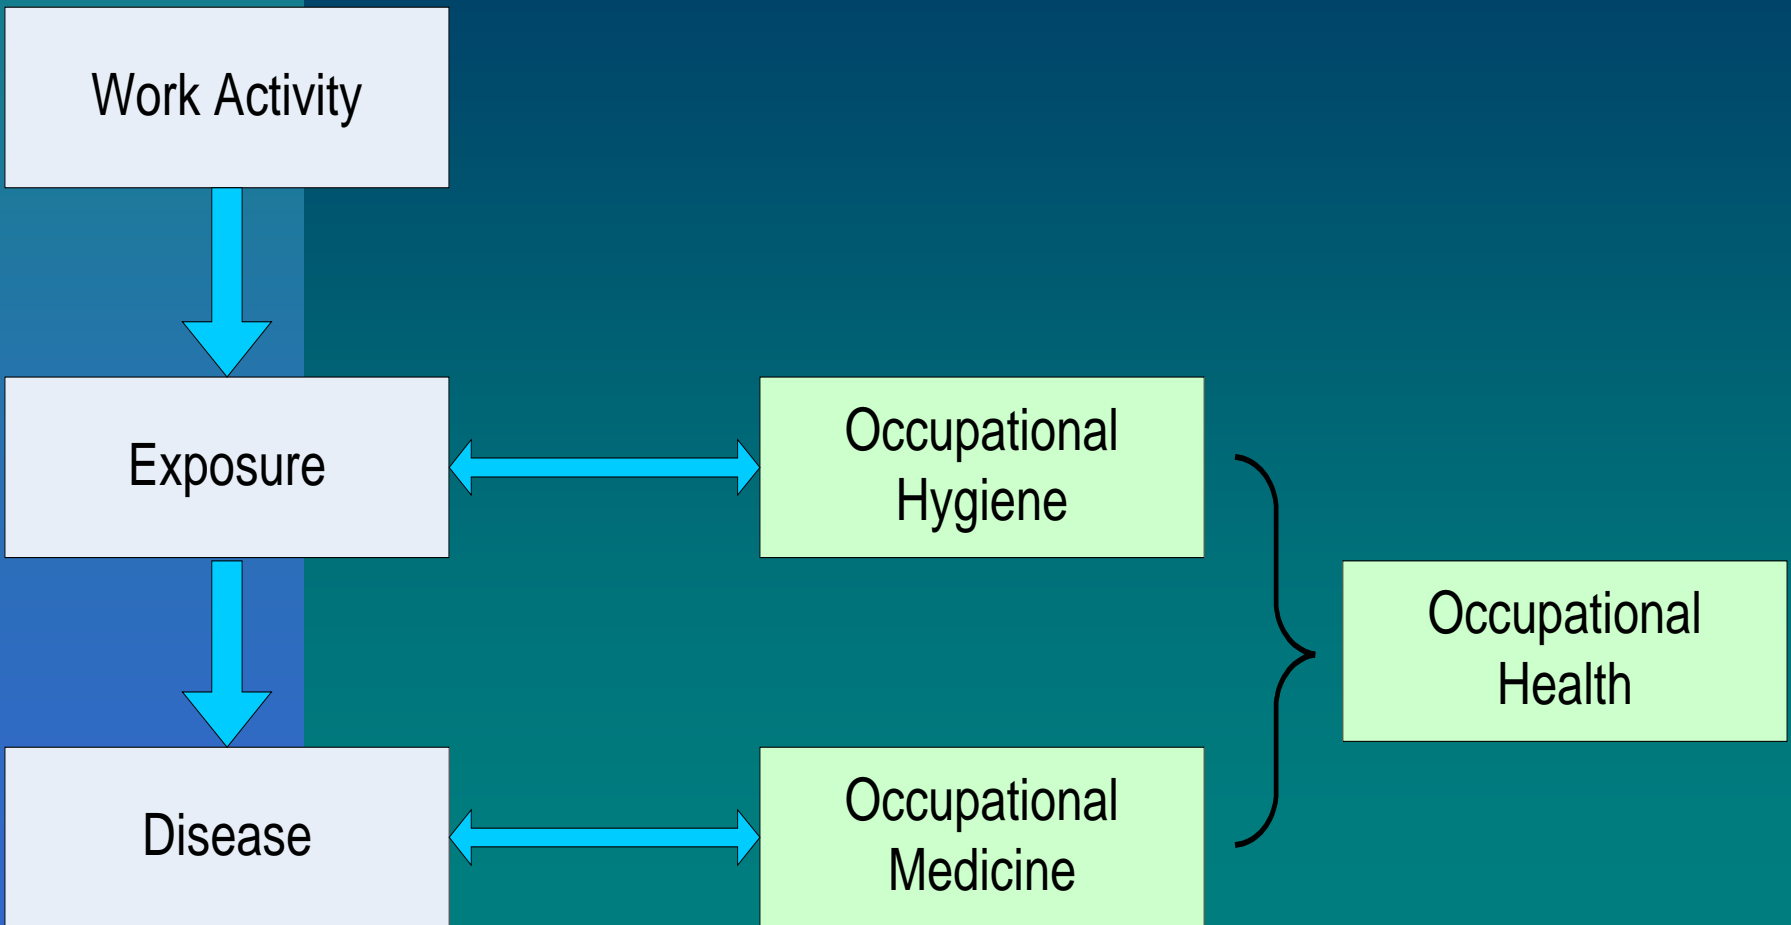 Work Activity
Exposure
Occupational
Hygiene
Occupational
Health
Disease
Occupational
Medicine